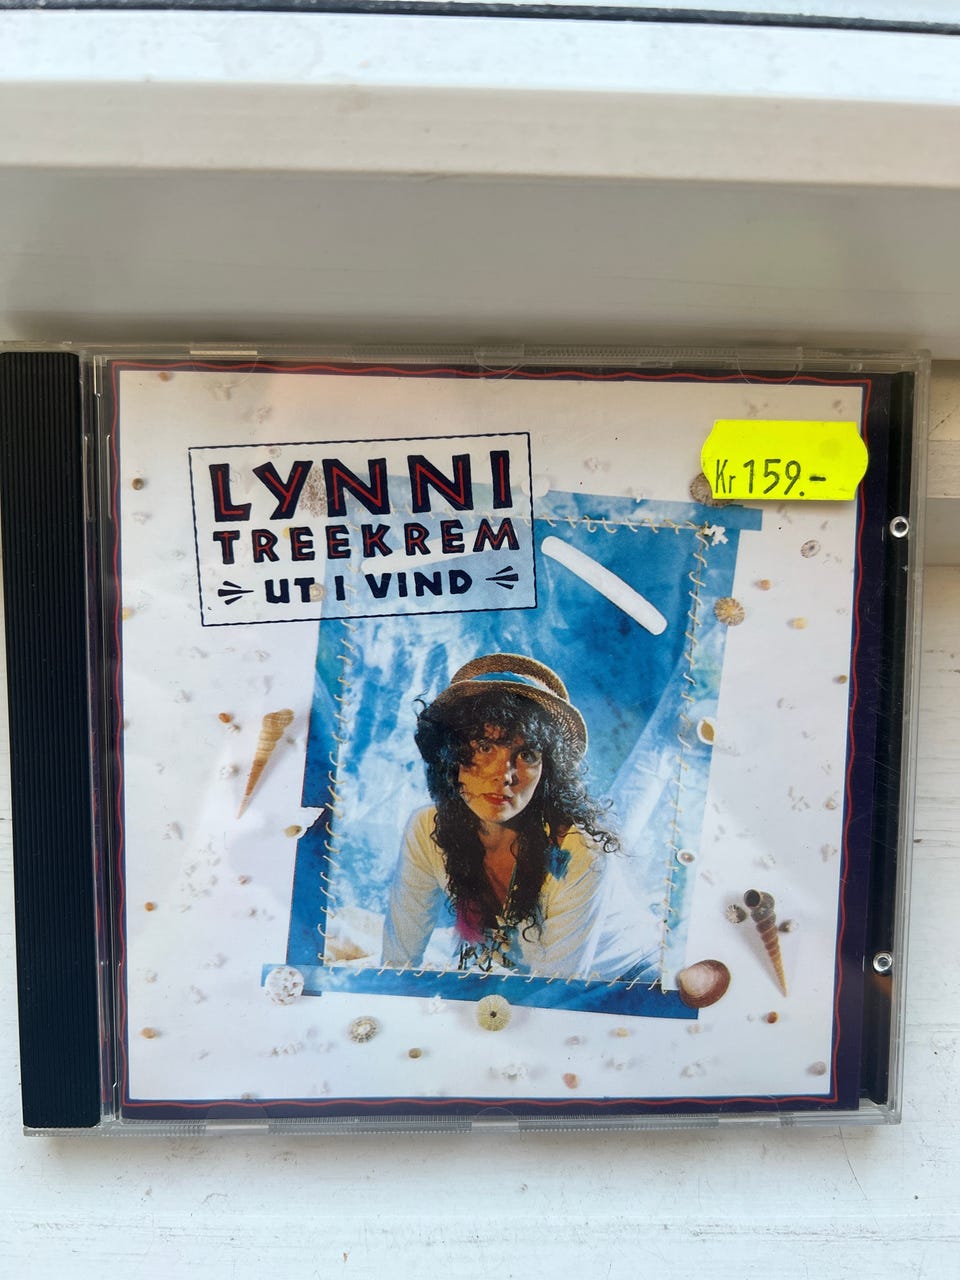 LYNNI
TREEKREM
UT I VIND
Kr 159.-